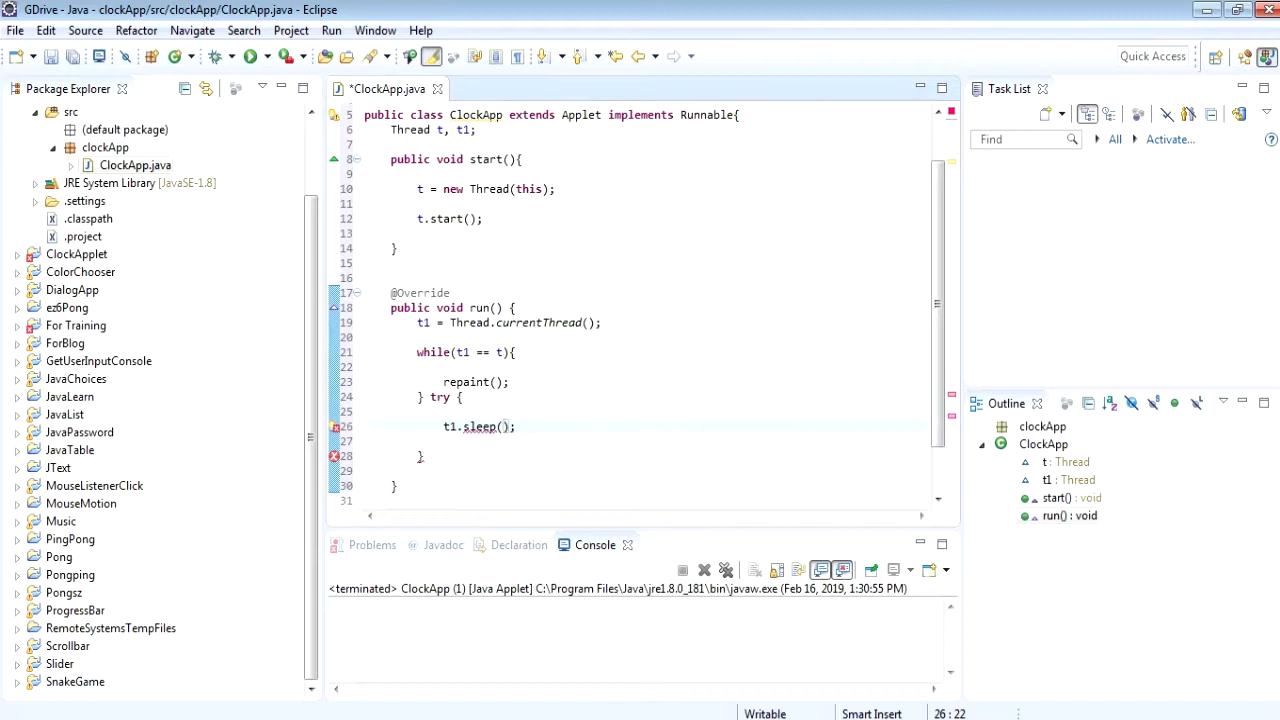 GDrive - Java - clockApp/src/clockApp/ClockApp.java - Eclipse
File Edit Source Refactor Navigate Search Project Run Window Help
Quick Access
Package Explorer
src
(default package)
clockApp
ClockApp.java
JRE System Library [JavaSE-1.8]
.settings
.classpath
.project
ClockApplet
ColorChooser
DialogApp
ez6Pong
For Training
ForBlog
GetUserInputConsole
JavaChoices
JavaLearn
JavaList
JavaPassword
JavaTable
JText
MouseListenerClick
MouseMotion
Music
PingPong
Pong
Pongping
Pongsz
ProgressBar
RemoteSystemsTempFiles
Scrollbar
Slider
SnakeGame
*ClockApp.java
5 public class ClockApp extends Applet implements Runnable{
6 Thread t, t1;
7
8 public void start(){
9
10 t = new Thread(this);
11
12 t.start();
13
14 }
15
16
17 @Override
18 public void run() {
19 t1 = Thread.currentThread();
20
21 while(t1 == t){
22
23 repaint();
24 } try {
25
26 t1.sleep();
27
28 }
29
30 }
31
Problems Javadoc Declaration Console
<terminated> ClockApp (1) [Java Applet] C:\Program Files\Java\jre1.8.0_181\bin\javaw.exe (Feb 16, 2019, 1:30:55 PM)
Task List
Find All Activate...
Outline
clockApp
ClockApp
t : Thread
t1 : Thread
start() : void
run() : void
Writable Smart Insert 26 : 22